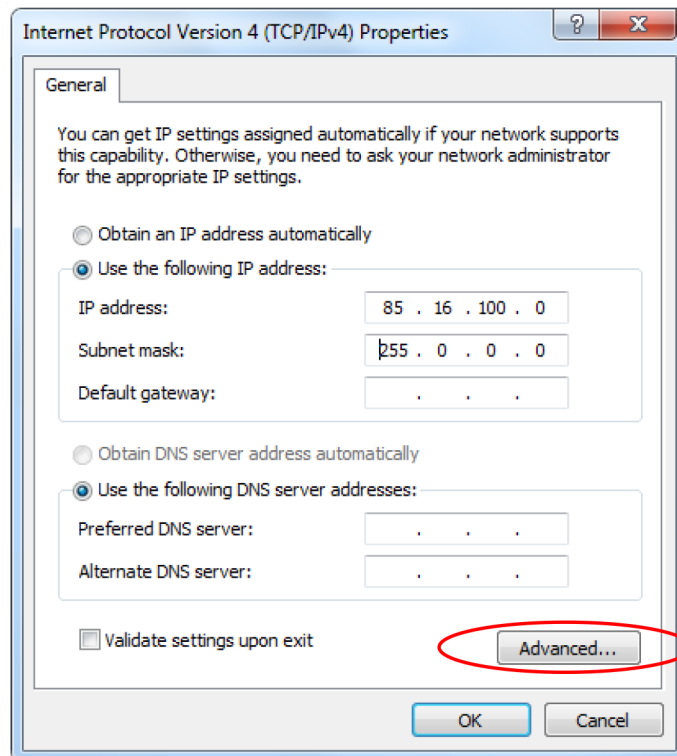 Internet Protocol Version 4 (TCP/IPv4) Properties
? X
General
You can get IP settings assigned automatically if your network supports
this capability. Otherwise, you need to ask your network administrator
for the appropriate IP settings.
Obtain an IP address automatically
Use the following IP address:
IP address: 85 . 16 . 100 . 0
Subnet mask: 255 . 0 . 0 . 0
Default gateway: . . .
Obtain DNS server address automatically
Use the following DNS server addresses:
Preferred DNS server: . . .
Alternate DNS server: . . .
Validate settings upon exit Advanced...
OK Cancel